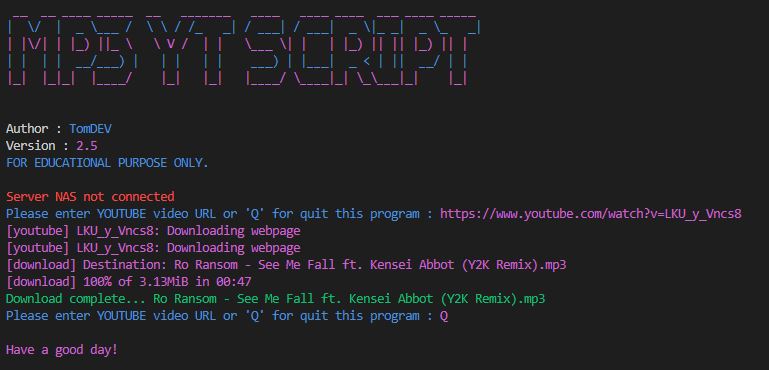 MP3 YT SCRIPT
Author : TomDEV
Version : 2.5
FOR EDUCATIONAL PURPOSE ONLY.
Server NAS not connected
Please enter YOUTUBE video URL or 'Q' for quit this program : https://www.youtube.com/watch?v=LKU_y_Vncs8
[youtube] LKU_y_Vncs8: Downloading webpage
[youtube] LKU_y_Vncs8: Downloading webpage
[download] Destination: Ro Ransom - See Me Fall ft. Kensei Abbot (Y2K Remix).mp3
[download] 100% of 3.13MiB in 00:47
Download complete... Ro Ransom - See Me Fall ft. Kensei Abbot (Y2K Remix).mp3
Please enter YOUTUBE video URL or 'Q' for quit this program : Q
Have a good day!